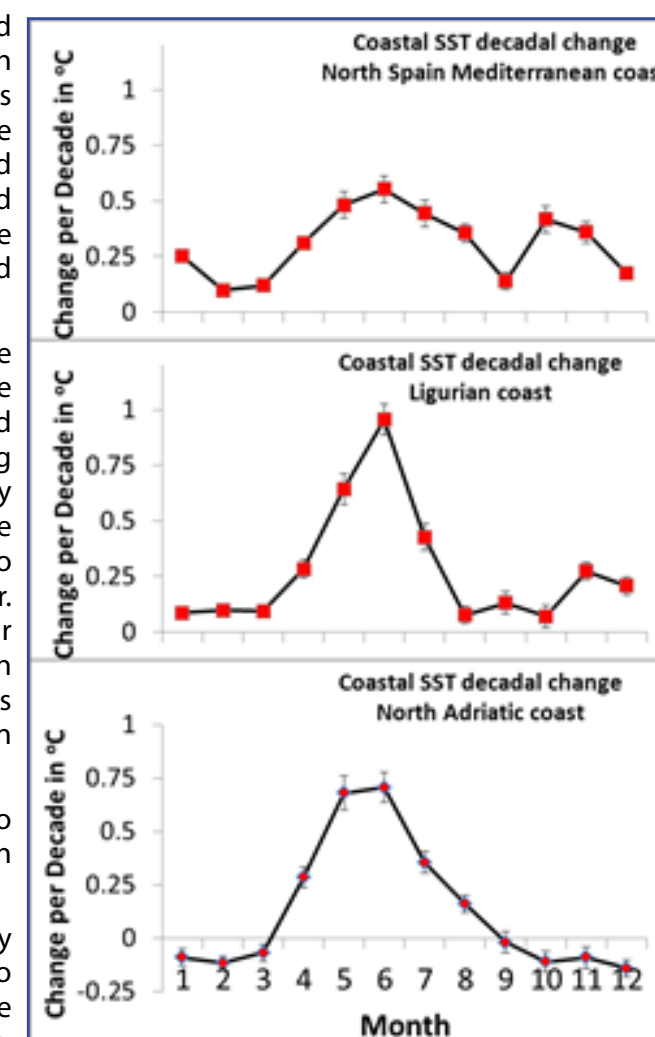 d
n
s
e
d
d
e
d
e
e
d
g
y
e
o
r.
r
n
s
n
o
n
y
o
e
Coastal SST decadal change
North Spain Mediterranean coas
Change per Decade in °C
1
0.75
0.5
0.25
0
Coastal SST decadal change
Ligurian coast
Change per Decade in °C
1
0.75
0.5
0.25
0
Coastal SST decadal change
North Adriatic coast
Change per Decade in °C
1
0.75
0.5
0.25
0
-0.25
1 2 3 4 5 6 7 8 9 10 11 12
Month